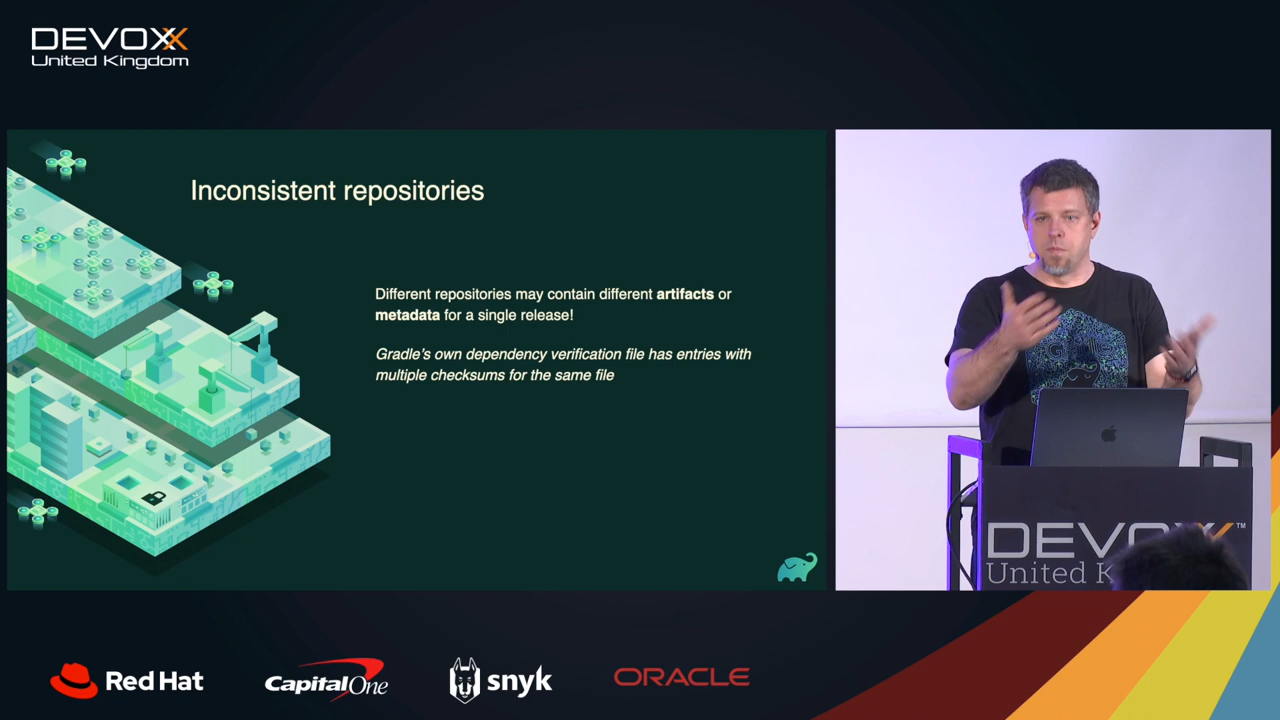 DEVOXX
United Kingdom
Inconsistent repositories
Different repositories may contain different artifacts or
metadata for a single release!
Gradle's own dependency verification file has entries with
multiple checksums for the same file
DEVOXX™
United K
Red Hat
Capital One
snyk
ORACLE